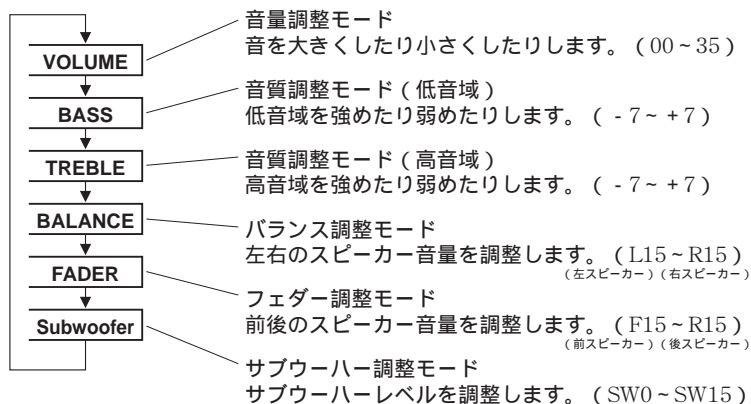 VOLUME
音量調整モード
音を大きくしたり小さくしたりします。（00～35）
BASS
音質調整モード（低音域）
低音域を強めたり弱めたりします。（-7～+7）
TREBLE
音質調整モード（高音域）
高音域を強めたり弱めたりします。（-7～+7）
BALANCE
バランス調整モード
左右のスピーカー音量を調整します。（L15～R15）
（左スピーカー）（右スピーカー）
FADER
フェダー調整モード
前後のスピーカー音量を調整します。（F15～R15）
（前スピーカー）（後スピーカー）
Subwoofer
サブウーハー調整モード
サブウーハーレベルを調整します。（SW0～SW15）